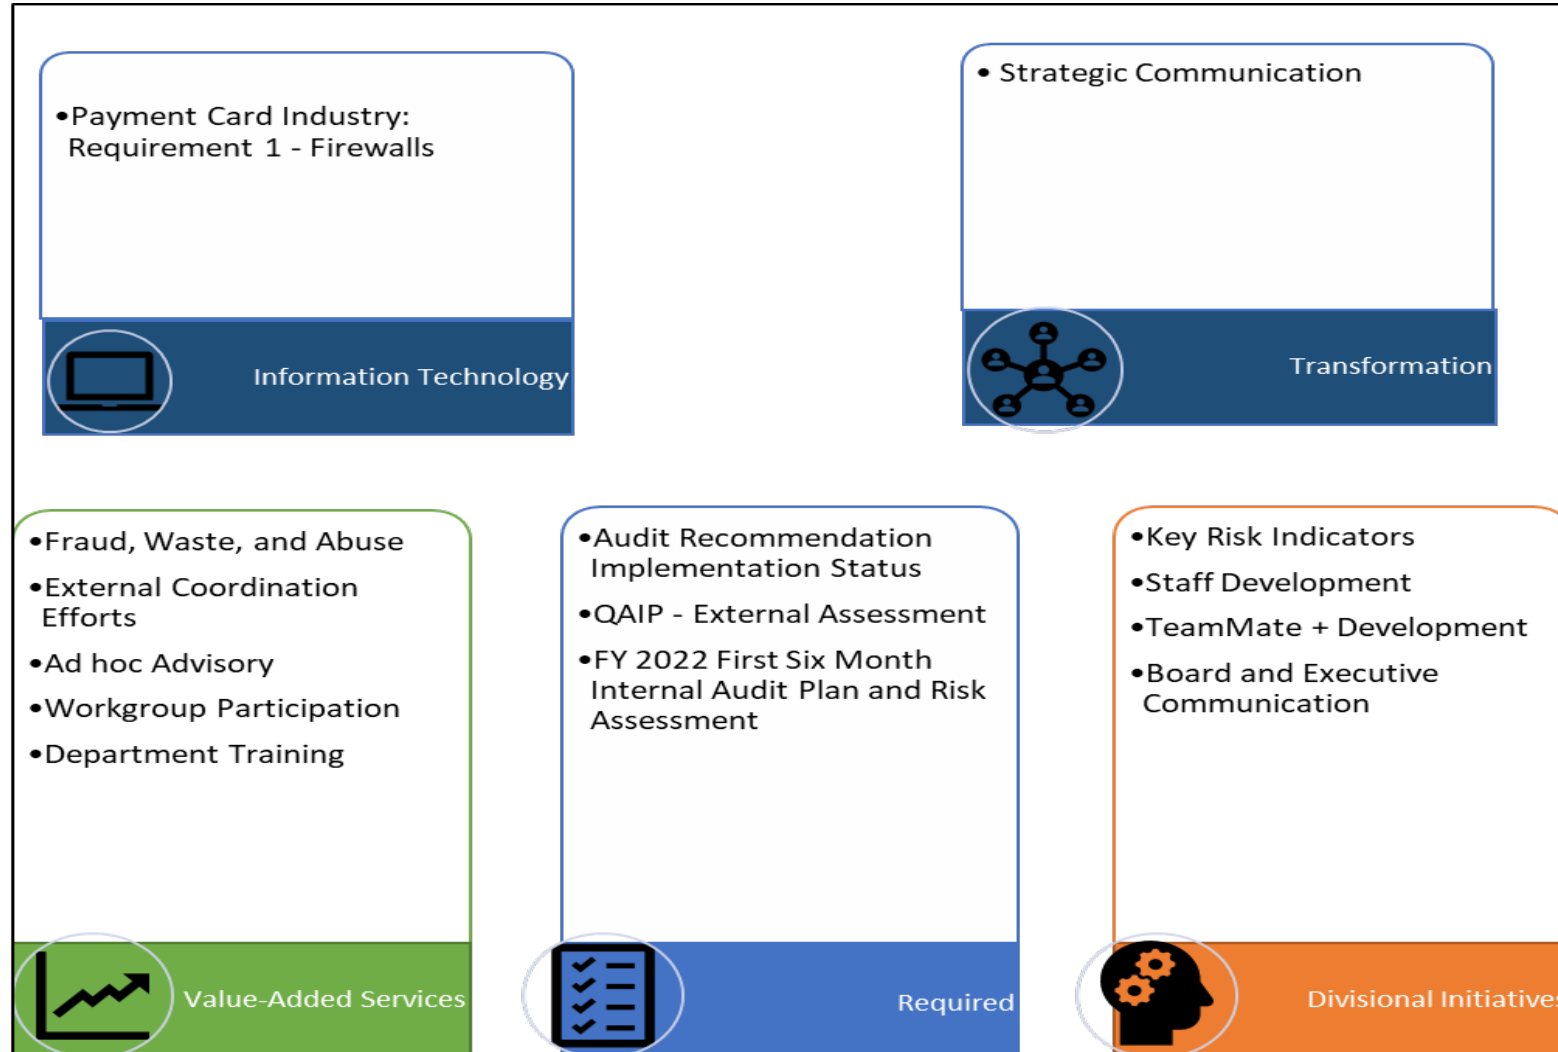 •Payment Card Industry:
Requirement 1 - Firewalls
Information Technology
• Strategic Communication
Transformation
•Fraud, Waste, and Abuse
•External Coordination
Efforts
•Ad hoc Advisory
•Workgroup Participation
•Department Training
Value-Added Services
•Audit Recommendation
Implementation Status
•QAIP - External Assessment
•FY 2022 First Six Month
Internal Audit Plan and Risk
Assessment
Required
•Key Risk Indicators
•Staff Development
•TeamMate + Development
•Board and Executive
Communication
Divisional Initiatives